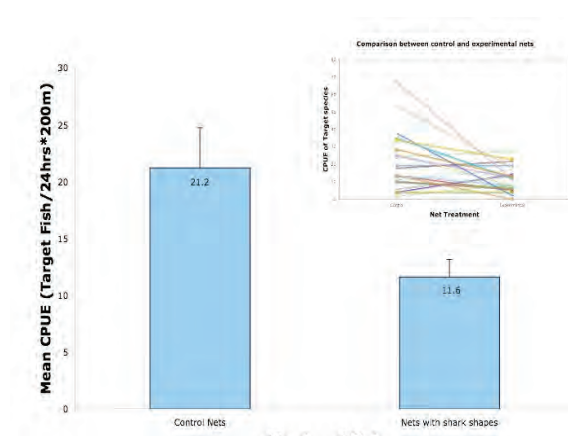 Comparison between control and experimental nets
CPUE of Target species
Net Treatment
Mean CPUE (Target Fish/24hrs*200m)
30
25
20
15
10
5
0
21.2
11.6
Control Nets
Nets with shark shapes